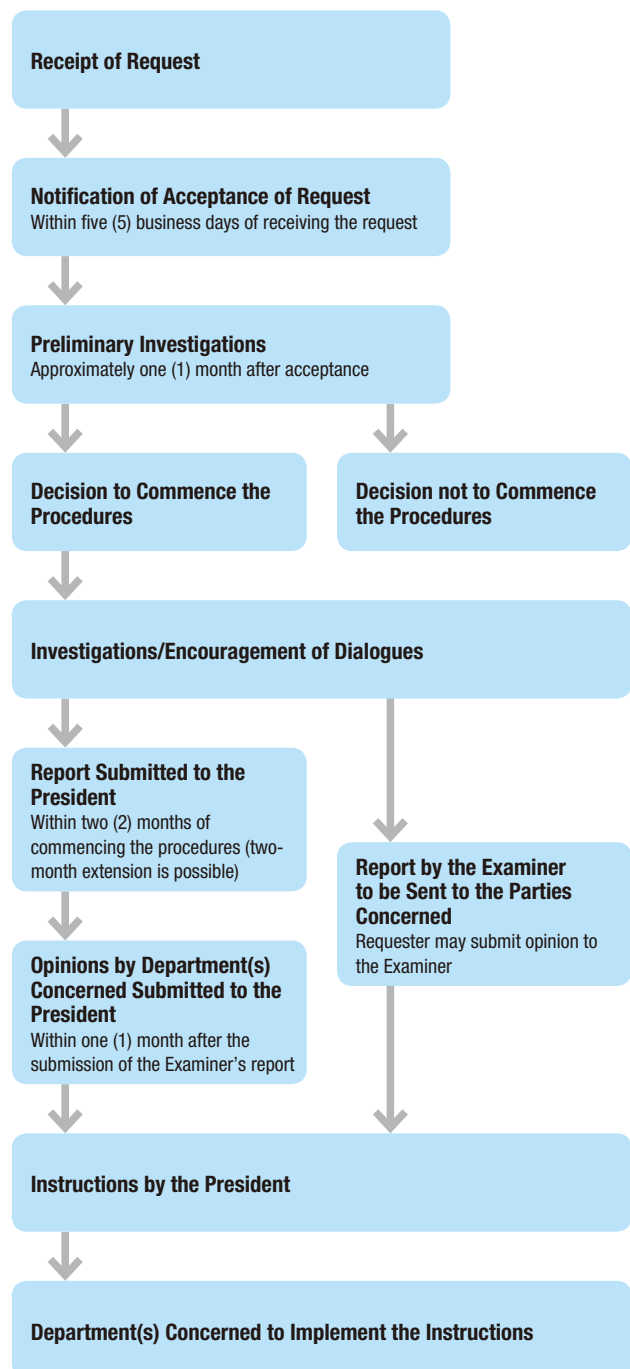 Receipt of Request
Notification of Acceptance of Request
Within five (5) business days of receiving the request
Preliminary Investigations
Approximately one (1) month after acceptance
Decision to Commence the
Procedures
Decision not to Commence
the Procedures
Investigations/Encouragement of Dialogues
Report Submitted to the
President
Within two (2) months of
commencing the procedures (two-
month extension is possible)
Report by the Examiner
to be Sent to the Parties
Concerned
Requester may submit opinion to
the Examiner
Opinions by Department(s)
Concerned Submitted to the
President
Within one (1) month after the
submission of the Examiner’s report
Instructions by the President
Department(s) Concerned to Implement the Instructions